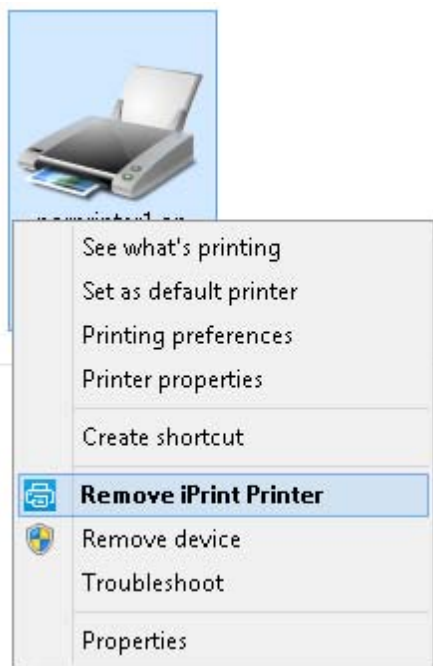 See what's printing
Set as default printer
Printing preferences
Printer properties
Create shortcut
Remove iPrint Printer
Remove device
Troubleshoot
Properties